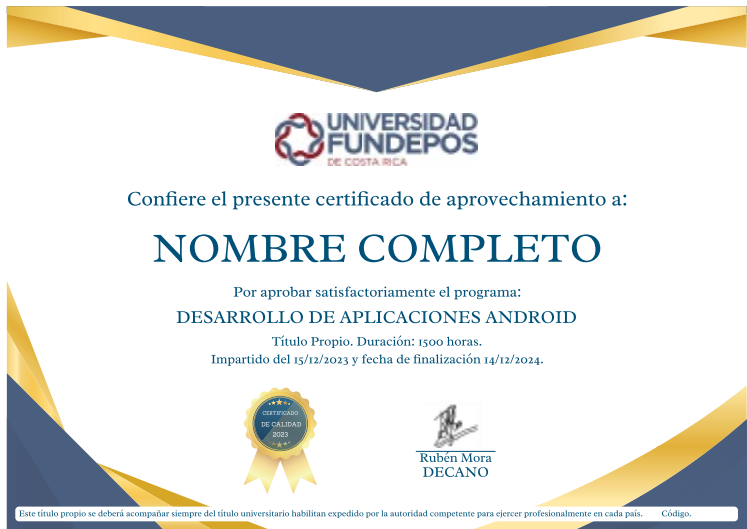 UNIVERSIDAD
FUNDEPOS
DE COSTA RICA
Confiere el presente certificado de aprovechamiento a:
NOMBRE COMPLETO
Por aprobar satisfactoriamente el programa:
DESARROLLO DE APLICACIONES ANDROID
Título Propio. Duración: 1500 horas.
Impartido del 15/12/2023 y fecha de finalización 14/12/2024.
CERTIFICADO
DE CALIDAD
2023
Rubén Mora
DECANO
Este título propio se deberá acompañar siempre del título universitario habilitan expedido por la autoridad competente para ejercer profesionalmente en cada país. Código.